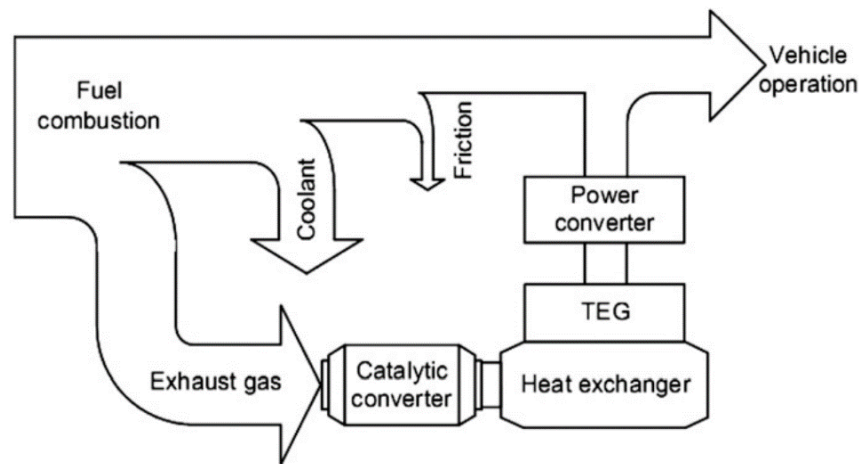 Vehicle
operation
Fuel
combustion
Coolant
Friction
Power
converter
TEG
Exhaust gas
Catalytic
converter
Heat exchanger